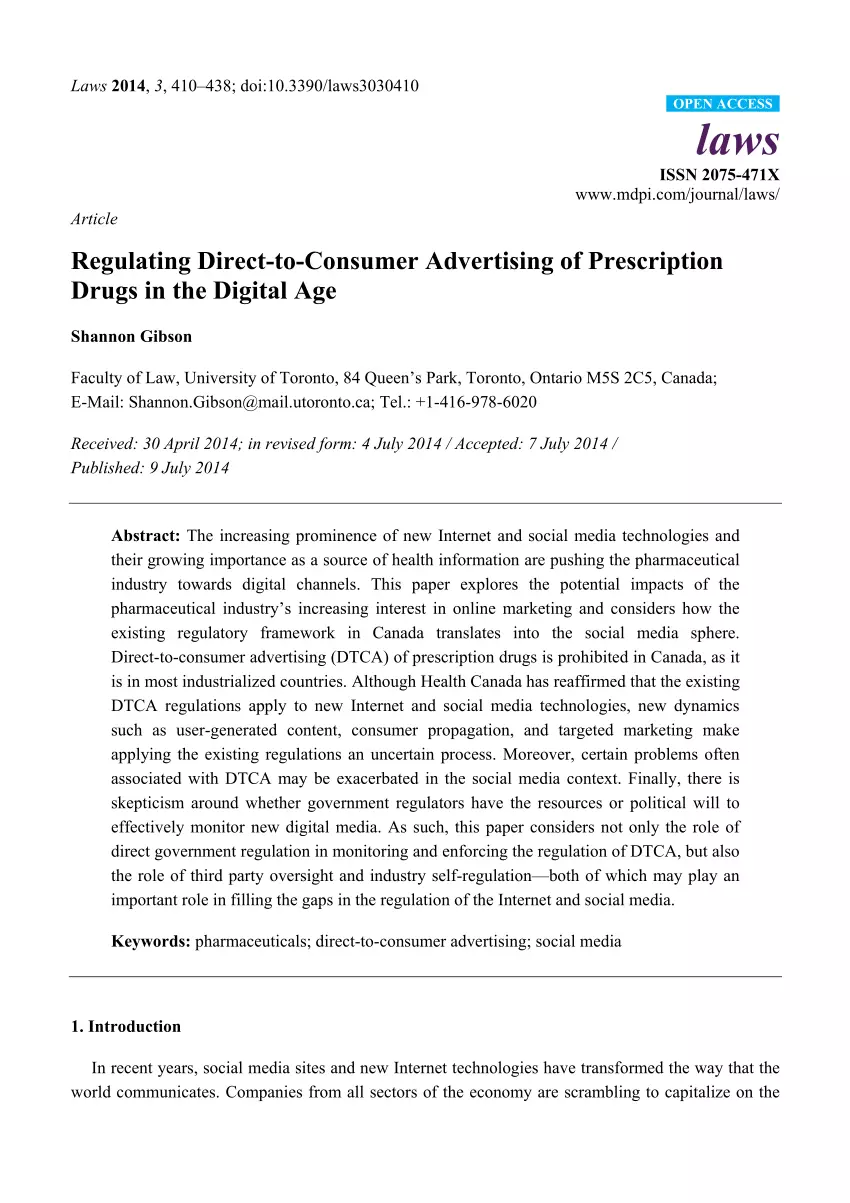 Laws 2014, 3, 410–438; doi:10.3390/laws3030410
OPEN ACCESS
laws
ISSN 2075-471X
www.mdpi.com/journal/laws/
Article
Regulating Direct-to-Consumer Advertising of Prescription
Drugs in the Digital Age
Shannon Gibson
Faculty of Law, University of Toronto, 84 Queen’s Park, Toronto, Ontario M5S 2C5, Canada;
E-Mail: Shannon.Gibson@mail.utoronto.ca; Tel.: +1-416-978-6020
Received: 30 April 2014; in revised form: 4 July 2014 / Accepted: 7 July 2014 /
Published: 9 July 2014
Abstract: The increasing prominence of new Internet and social media technologies and
their growing importance as a source of health information are pushing the pharmaceutical
industry towards digital channels. This paper explores the potential impacts of the
pharmaceutical industry’s increasing interest in online marketing and considers how the
existing regulatory framework in Canada translates into the social media sphere.
Direct-to-consumer advertising (DTCA) of prescription drugs is prohibited in Canada, as it
is in most industrialized countries. Although Health Canada has reaffirmed that the existing
DTCA regulations apply to new Internet and social media technologies, new dynamics
such as user-generated content, consumer propagation, and targeted marketing make
applying the existing regulations an uncertain process. Moreover, certain problems often
associated with DTCA may be exacerbated in the social media context. Finally, there is
skepticism around whether government regulators have the resources or political will to
effectively monitor new digital media. As such, this paper considers not only the role of
direct government regulation in monitoring and enforcing the regulation of DTCA, but also
the role of third party oversight and industry self-regulation—both of which may play an
important role in filling the gaps in the regulation of the Internet and social media.
Keywords: pharmaceuticals; direct-to-consumer advertising; social media
1. Introduction
In recent years, social media sites and new Internet technologies have transformed the way that the
world communicates. Companies from all sectors of the economy are scrambling to capitalize on the